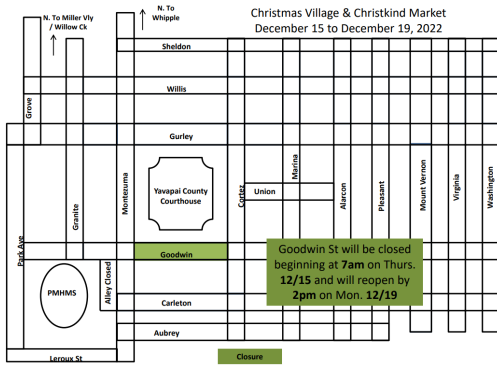 Christmas Village & Christkind Market
December 15 to December 19, 2022
N. To Miller Vly
/ Willow Ck
N. To
Whipple
Sheldon
Willis
Grove
Gurley
Park Ave
Granite
Montezuma
Yavapai County
Courthouse
Cortez
Marina
Union
Alarcon
Pleasant
Mount Vernon
Virginia
Washington
Goodwin
Goodwin St will be closed
beginning at 7am on Thurs.
12/15 and will reopen by
2pm on Mon. 12/19
PMHMS
Alley Closed
Carleton
Aubrey
Leroux St
Closure